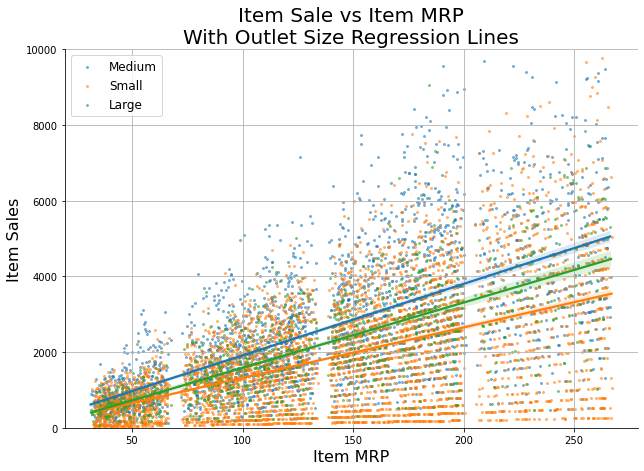 Item Sale vs Item MRP
With Outlet Size Regression Lines
Medium
Small
Large
10000
8000
6000
4000
2000
0
Item Sales
50
100
150
200
250
Item MRP